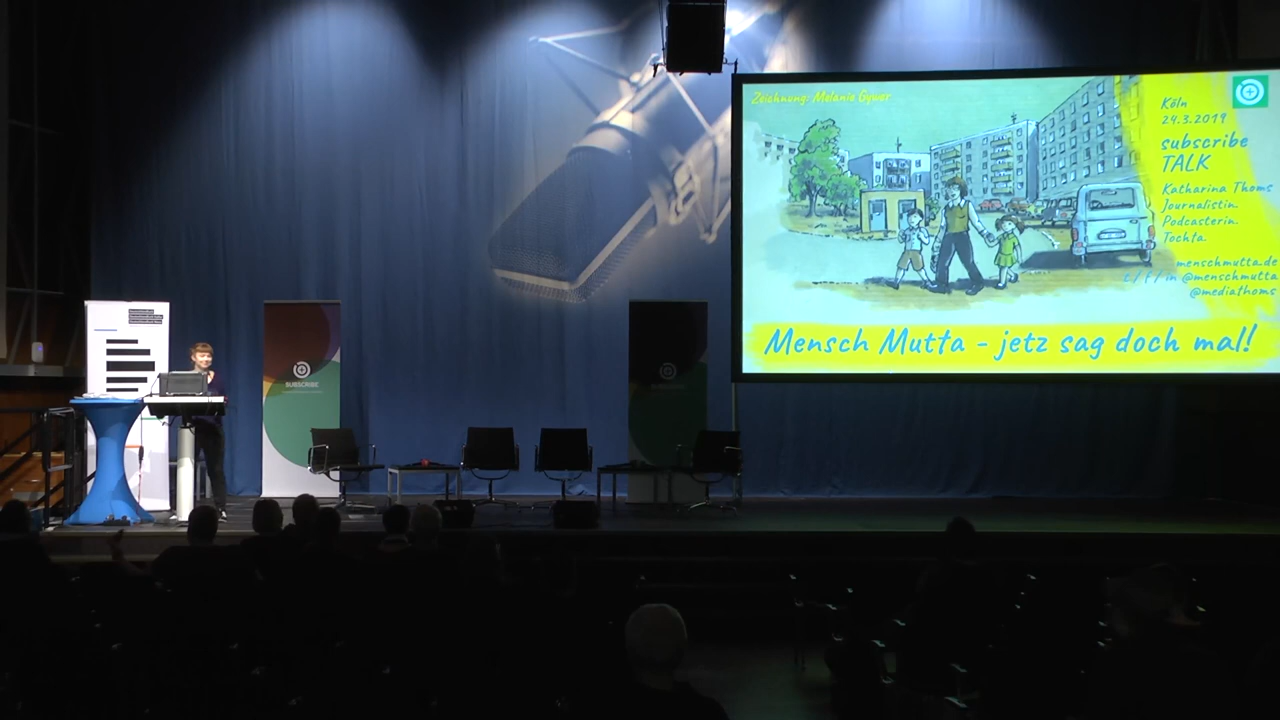 Zeichnung: Melanie Gywer
Köln
24.3.2019
subscribe
TALK
Katharina Thoms
Journalistin
Podcasterin
Tochta
menschmutta.de
t / f / in @menschmutta
@mediathoms
Mensch Mutta - jetz sag doch mal!
SUBSCRIBE